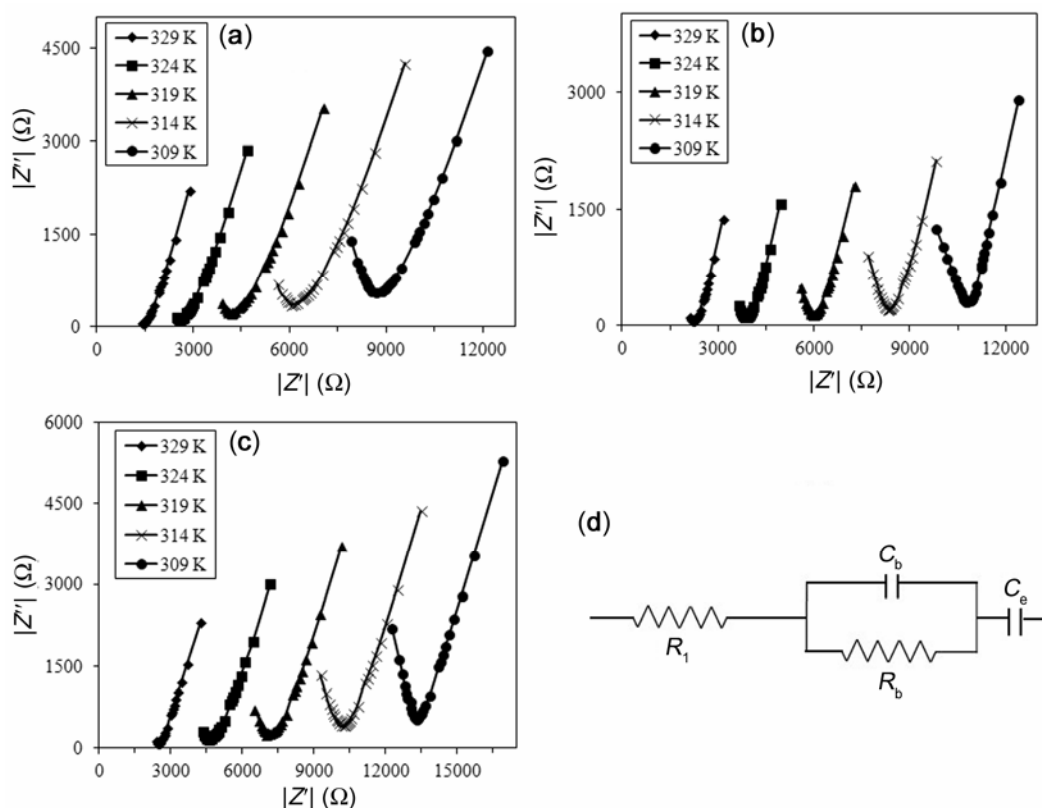 (a)
329 K
324 K
319 K
314 K
309 K
4500
3000
1500
0
|Z''| (Ω)
0 3000 6000 9000 12000
|Z'| (Ω)
(b)
329 K
324 K
319 K
314 K
309 K
3000
1500
0
|Z''| (Ω)
0 3000 6000 9000 12000
|Z'| (Ω)
(c)
329 K
324 K
319 K
314 K
309 K
6000
4500
3000
1500
0
|Z''| (Ω)
0 3000 6000 9000 12000 15000
|Z'| (Ω)
(d)
C_b
C_e
R_1
R_b